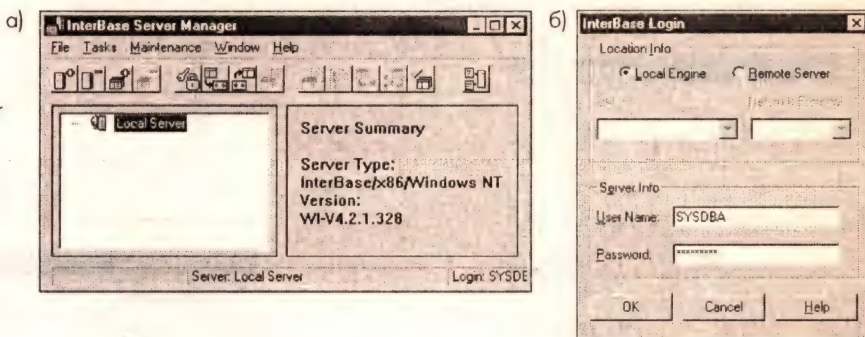 а)
InterBase Server Manager
File Tasks Maintenance Window Help
Local Server
Server Summary
Server Type:
InterBase/x86/Windows NT
Version:
WI-V4.2.1.328
Server: Local Server
Login: SYSDE
б)
InterBase Login
Location Info
Local Engine Remote Server
Network Protocol
Server Info
User Name: SYSDBA
Password: *********
OK Cancel Help